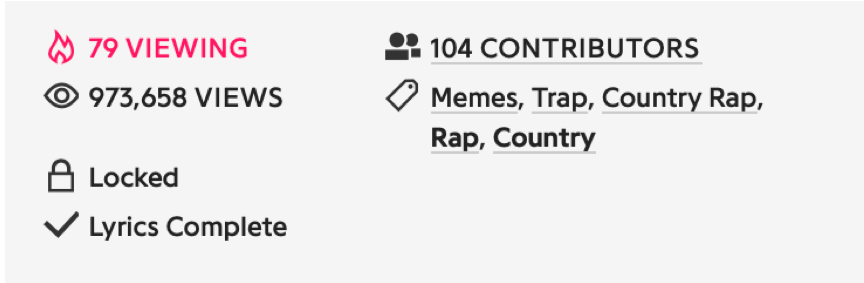 79 VIEWING
973,658 VIEWS
Locked
Lyrics Complete
104 CONTRIBUTORS
Memes, Trap, Country Rap,
Rap, Country